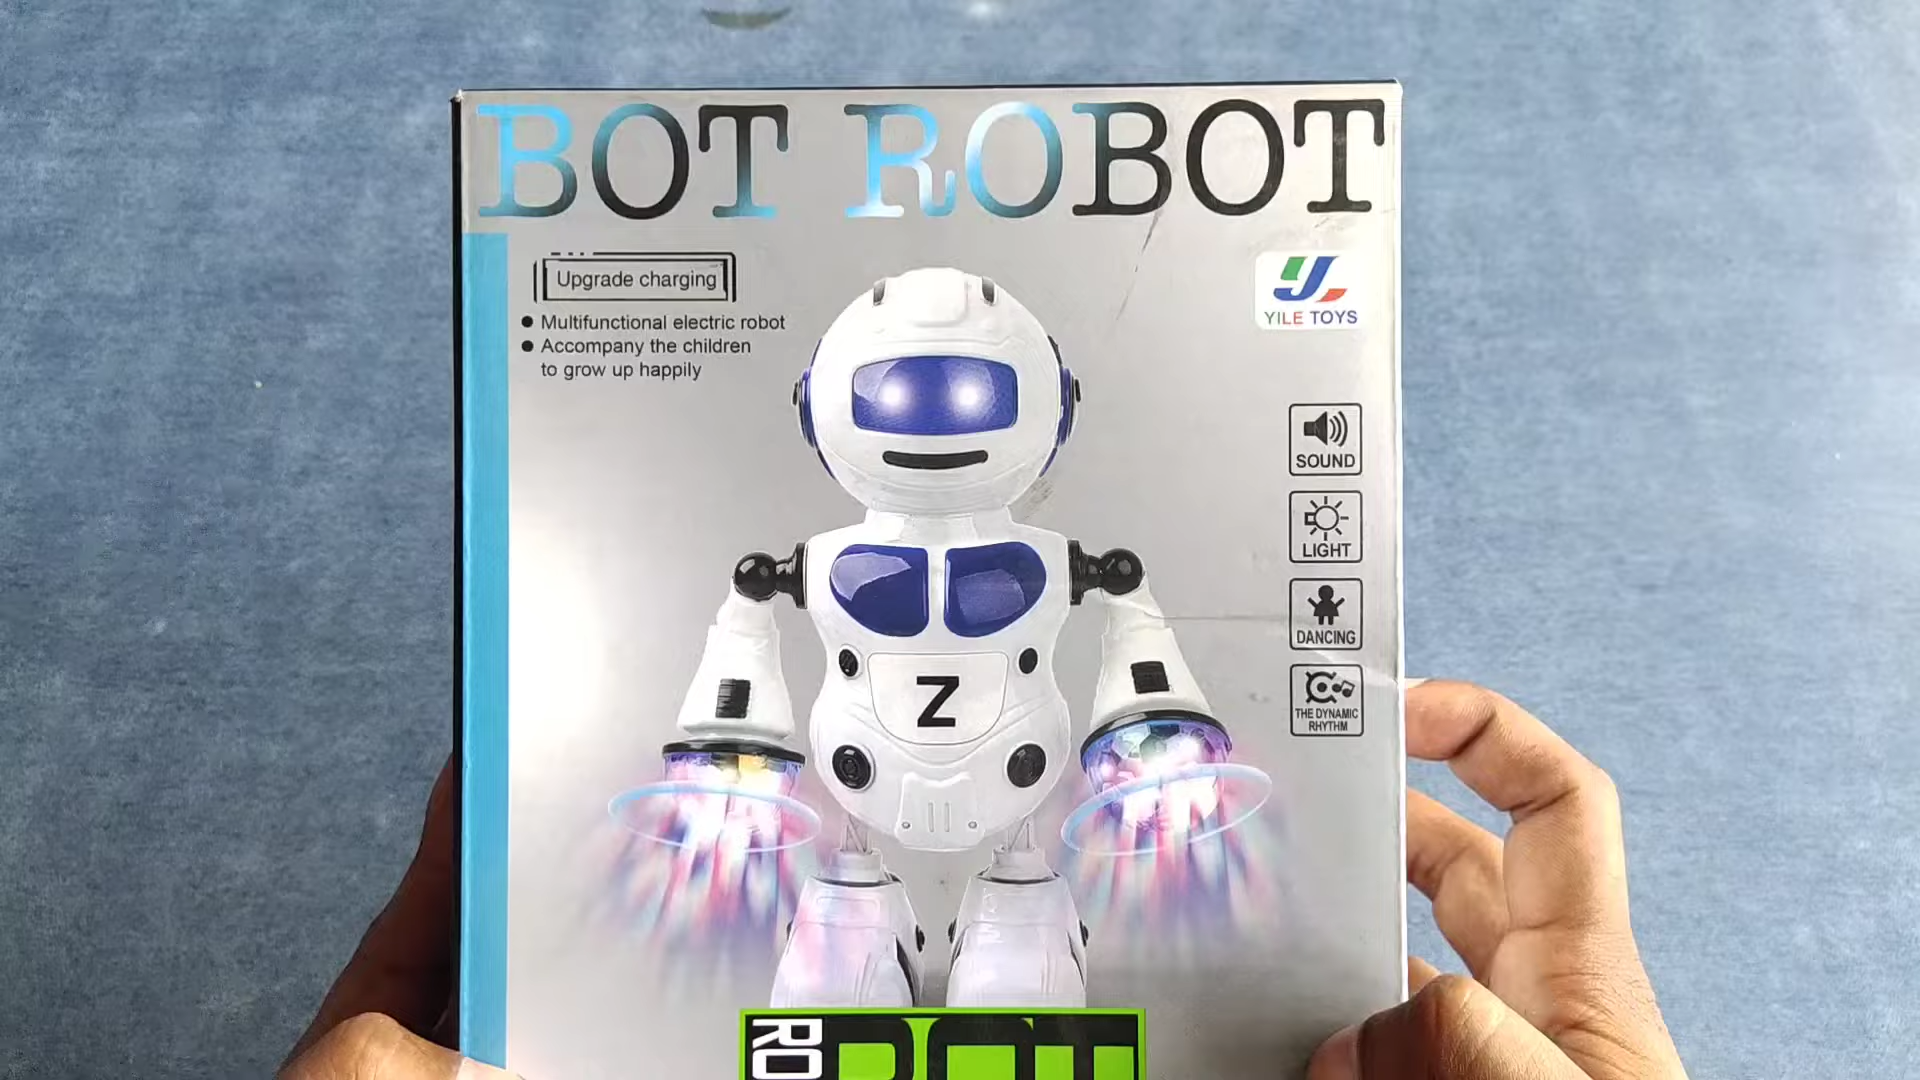 BOT ROBOT
Upgrade charging
● Multifunctional electric robot
● Accompany the children
to grow up happily
YILE TOYS
SOUND
LIGHT
DANCING
THE DYNAMIC
RHYTHM
Z
RO